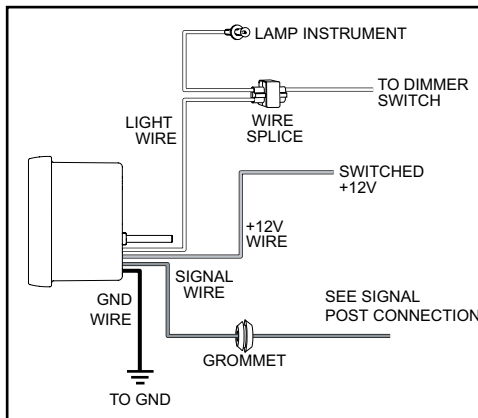 LAMP INSTRUMENT
TO DIMMER
SWITCH
LIGHT
WIRE
WIRE
SPLICE
SWITCHED
+12V
+12V
WIRE
SIGNAL
WIRE
GND
WIRE
SEE SIGNAL
POST CONNECTION
GROMMET
TO GND